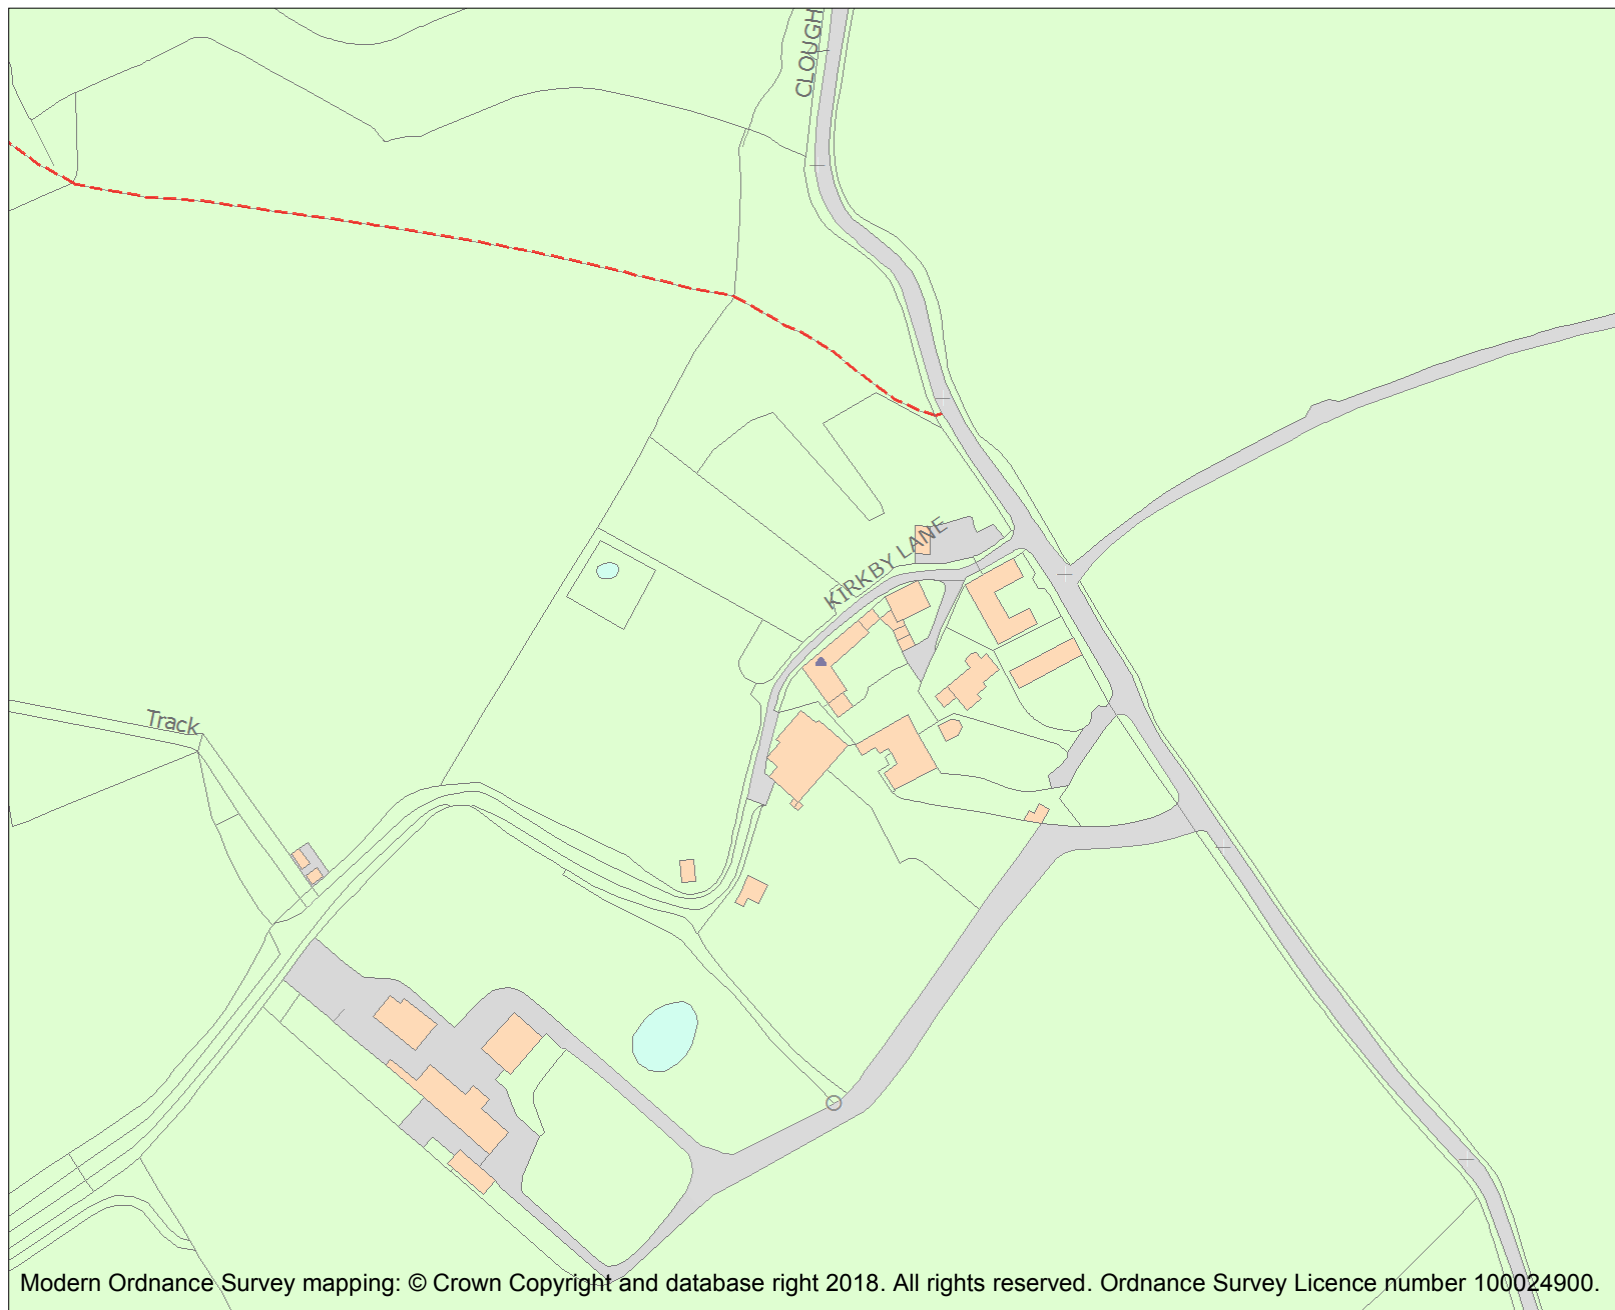 CLOUGH
KIRKBY LANE
Track
Modern Ordnance Survey mapping: © Crown Copyright and database right 2018. All rights reserved. Ordnance Survey Licence number 100024900.